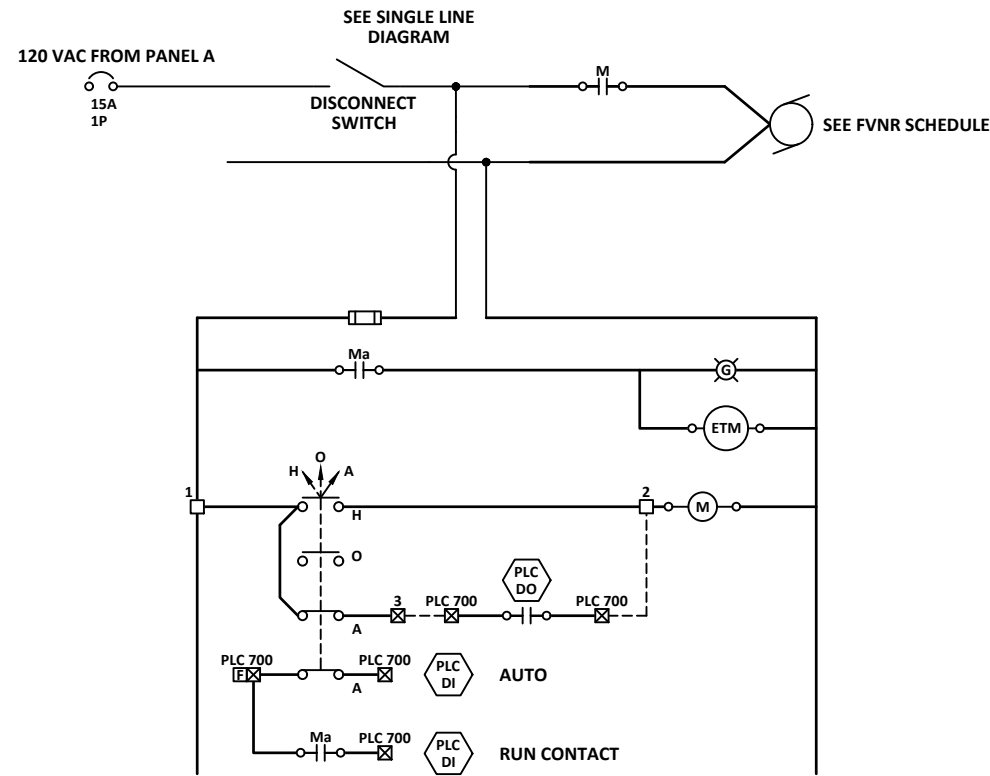 SEE SINGLE LINE
DIAGRAM
120 VAC FROM PANEL A
15A
1P
DISCONNECT
SWITCH
M
SEE FVNR SCHEDULE
Ma
G
ETM
O
H
A
1
H
2
M
O
PLC
DO
3
PLC 700
PLC 700
A
PLC 700
F
PLC 700
A
PLC
DI
AUTO
Ma
PLC 700
PLC
DI
RUN CONTACT